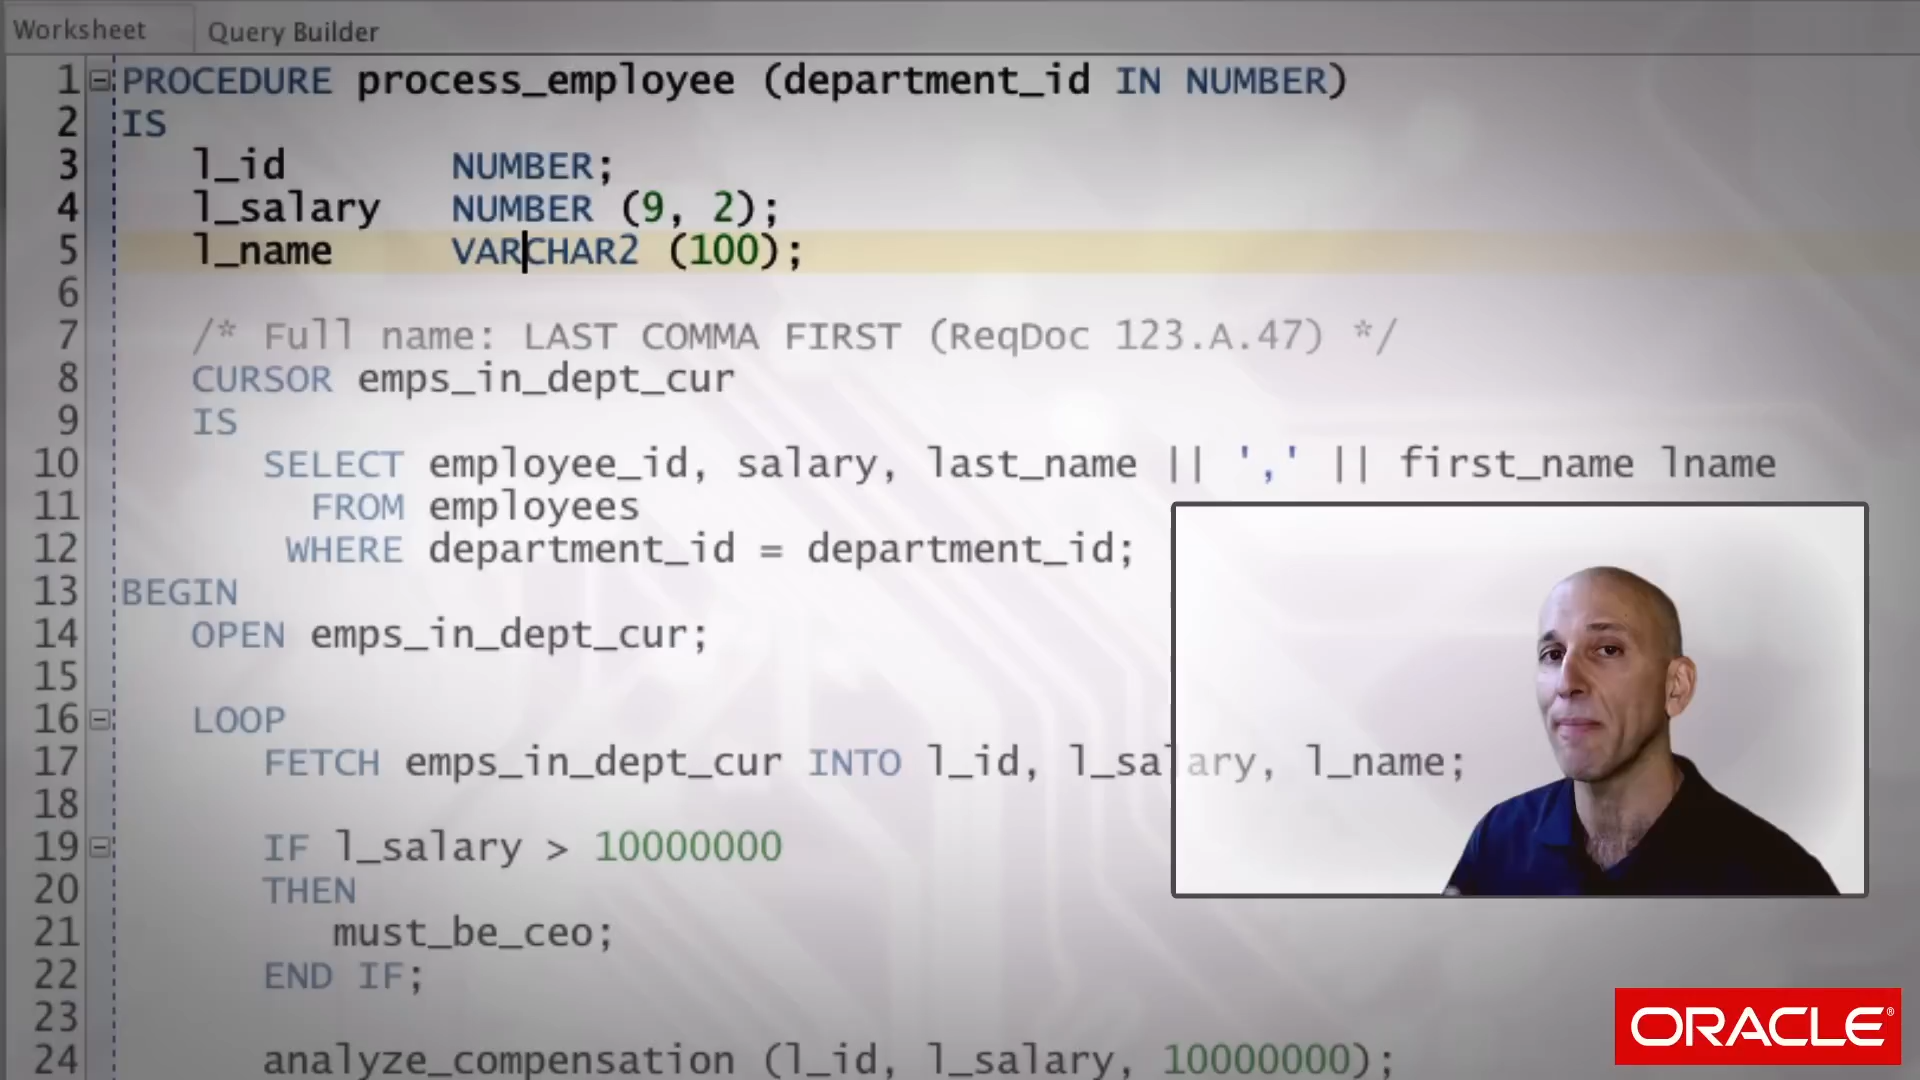 Worksheet
Query Builder
1 PROCEDURE process_employee (department_id IN NUMBER)
2 IS
3 l_id NUMBER;
4 l_salary NUMBER (9, 2);
5 l_name VARCHAR2 (100);
6
7 /* Full name: LAST COMMA FIRST (ReqDoc 123.A.47) */
8 CURSOR emps_in_dept_cur
9 IS
10 SELECT employee_id, salary, last_name || ',' || first_name lname
11 FROM employees
12 WHERE department_id = department_id;
13 BEGIN
14 OPEN emps_in_dept_cur;
15
16 LOOP
17 FETCH emps_in_dept_cur INTO l_id, l_salary, l_name;
18
19 IF l_salary > 10000000
20 THEN
21 must_be_ceo;
22 END IF;
23
24 analyze_compensation (l_id, l_salary, 10000000);
ORACLE®